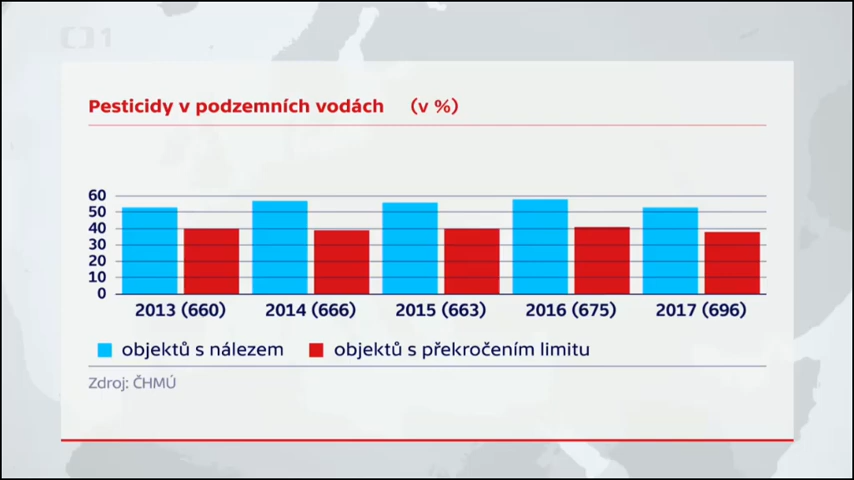 1
Pesticidy v podzemních vodách (v %)
60
50
40
30
20
10
0
2013 (660) 2014 (666) 2015 (663) 2016 (675) 2017 (696)
objektů s nálezem objektů s překročením limitu
Zdroj: ČHMÚ